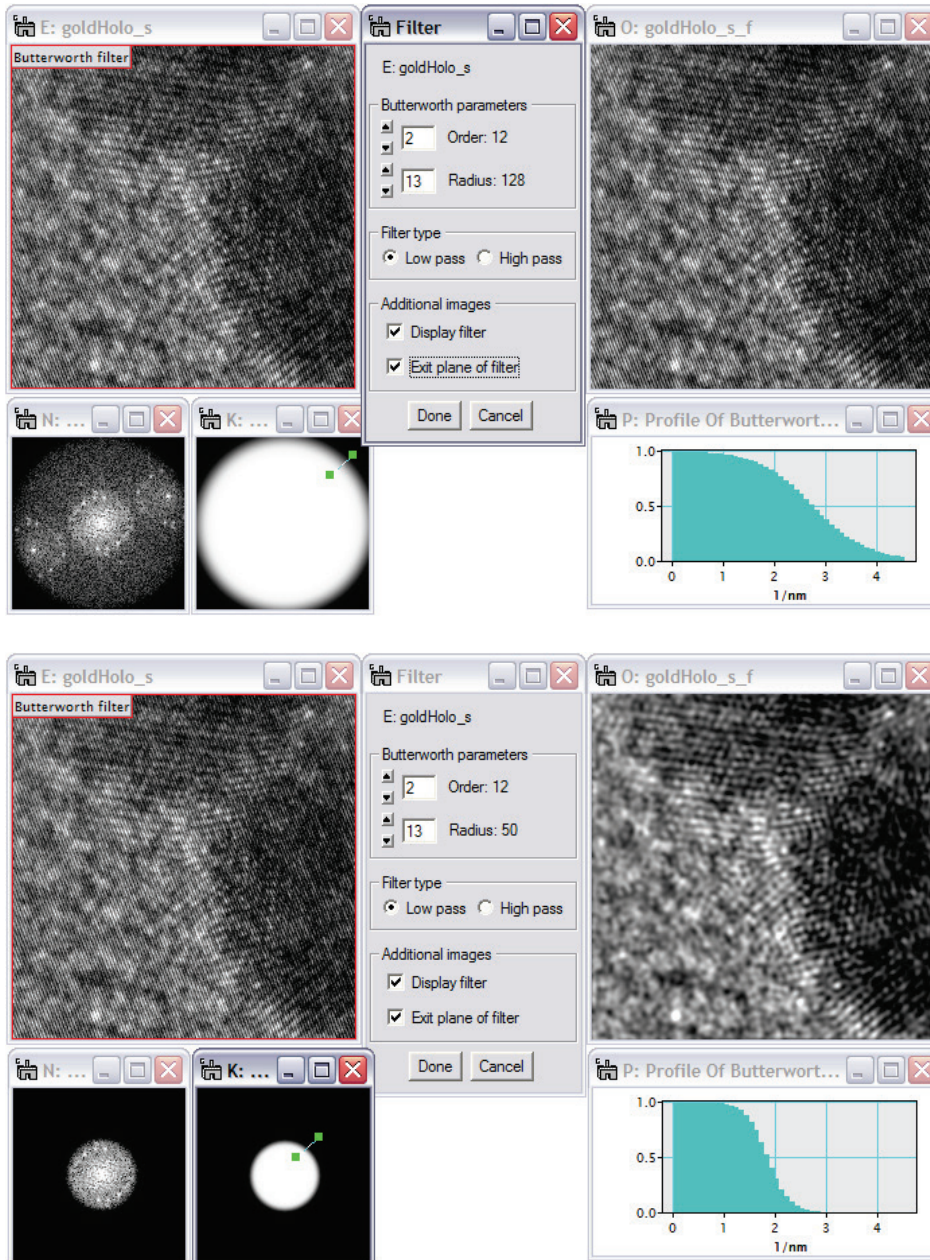 E: goldHolo_s
Butterworth filter
Filter
E: goldHolo_s
Butterworth parameters
2 Order: 12
13 Radius: 128
Filter type
Low pass High pass
Additional images
Display filter
Exit plane of filter
Done Cancel
O: goldHolo_s_f
N: ...
K: ...
P: Profile Of Butterwort...
1.0
0.5
0.0
0 1 2 3 4
1/nm
E: goldHolo_s
Butterworth filter
Filter
E: goldHolo_s
Butterworth parameters
2 Order: 12
13 Radius: 50
Filter type
Low pass High pass
Additional images
Display filter
Exit plane of filter
Done Cancel
O: goldHolo_s_f
N: ...
K: ...
P: Profile Of Butterwort...
1.0
0.5
0.0
0 1 2 3 4
1/nm